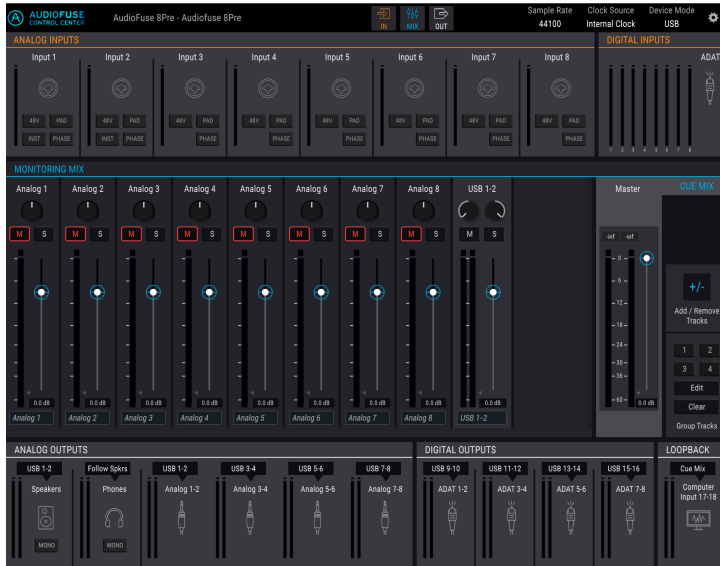 AUDIOFUSE
CONTROL CENTER
AudioFuse 8Pre - Audiofuse 8Pre
IN MIX OUT
Sample Rate Clock Source Device Mode
44100 Internal Clock USB
ANALOG INPUTS DIGITAL INPUTS
Input 1 Input 2 Input 3 Input 4 Input 5 Input 6 Input 7 Input 8 ADAT
48V PAD 48V PAD 48V PAD 48V PAD 48V PAD 48V PAD 48V PAD 48V PAD
INST PHASE INST PHASE PHASE PHASE PHASE PHASE PHASE PHASE
1 2 3 4 5 6 7 8
MONITORING MIX CUE MIX
Analog 1 Analog 2 Analog 3 Analog 4 Analog 5 Analog 6 Analog 7 Analog 8 USB 1-2 Master
M S M S M S M S M S M S M S M S M S
-inf -inf
0
6
12
18
24
30
36
60
+/-
Add / Remove
Tracks
1 2
3 4
Edit
Clear
Group Tracks
0.0 dB 0.0 dB 0.0 dB 0.0 dB 0.0 dB 0.0 dB 0.0 dB 0.0 dB 0.0 dB 0.0 dB
Analog 1 Analog 2 Analog 3 Analog 4 Analog 5 Analog 6 Analog 7 Analog 8 USB 1-2
ANALOG OUTPUTS DIGITAL OUTPUTS LOOPBACK
USB 1-2 Follow Spkrs USB 1-2 USB 3-4 USB 5-6 USB 7-8 USB 9-10 USB 11-12 USB 13-14 USB 15-16 Cue Mix
Speakers Phones Analog 1-2 Analog 3-4 Analog 5-6 Analog 7-8 ADAT 1-2 ADAT 3-4 ADAT 5-6 ADAT 7-8 Computer
Input 17-18
MONO MONO